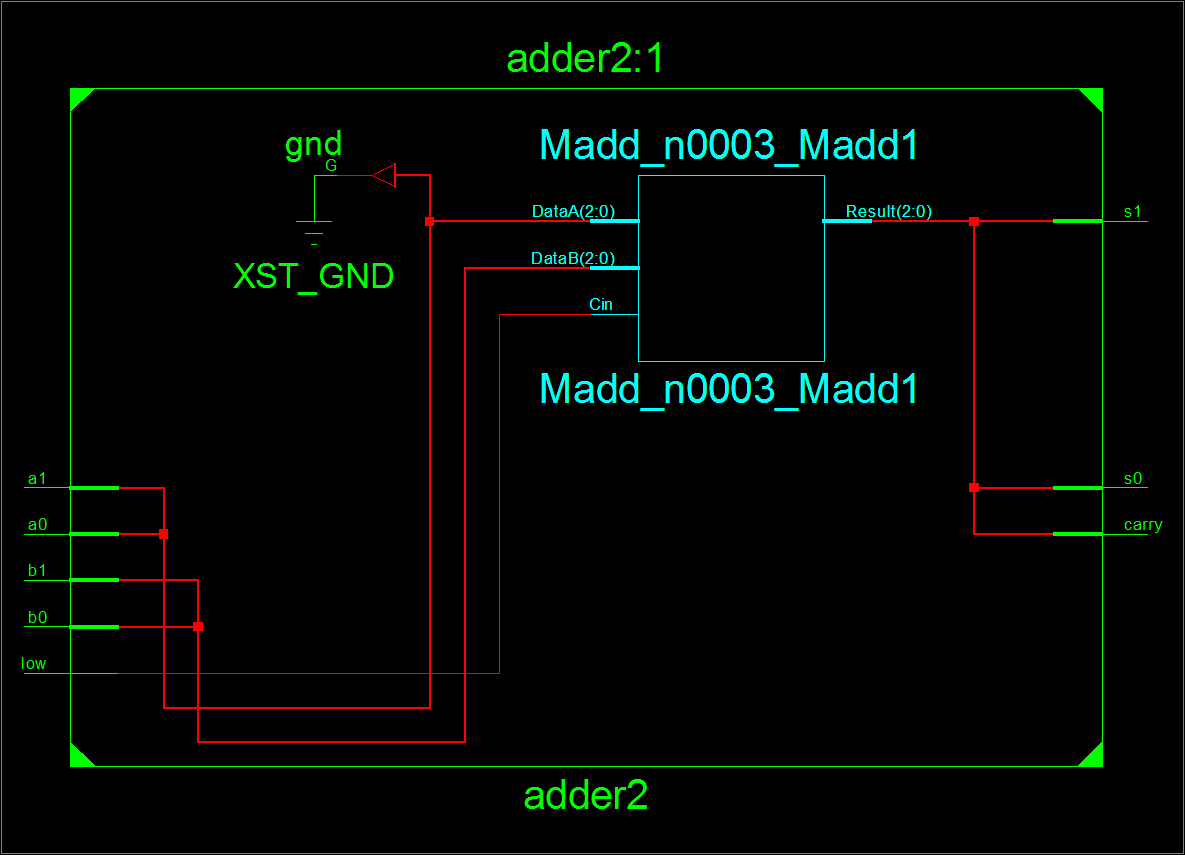 adder2:1
gnd
G
XST_GND
Madd_n0003_Madd1
DataA(2:0)
DataB(2:0)
Cin
Result(2:0)
Madd_n0003_Madd1
a1
a0
b1
b0
low
s1
s0
carry
adder2